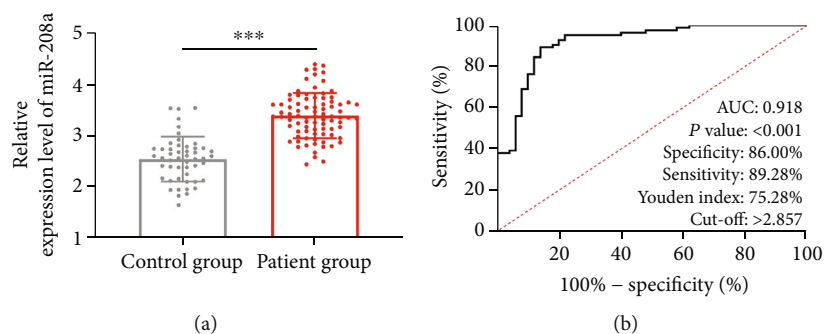 5
4
3
2
1
Relative
expression level of miR-208a
***
Control group
Patient group
(a)
100
80
60
40
20
0
Sensitivity (%)
AUC: 0.918
P value: <0.001
Specificity: 86.00%
Sensitivity: 89.28%
Youden index: 75.28%
Cut-off: >2.857
20
40
60
80
100
100% − specificity (%)
(b)